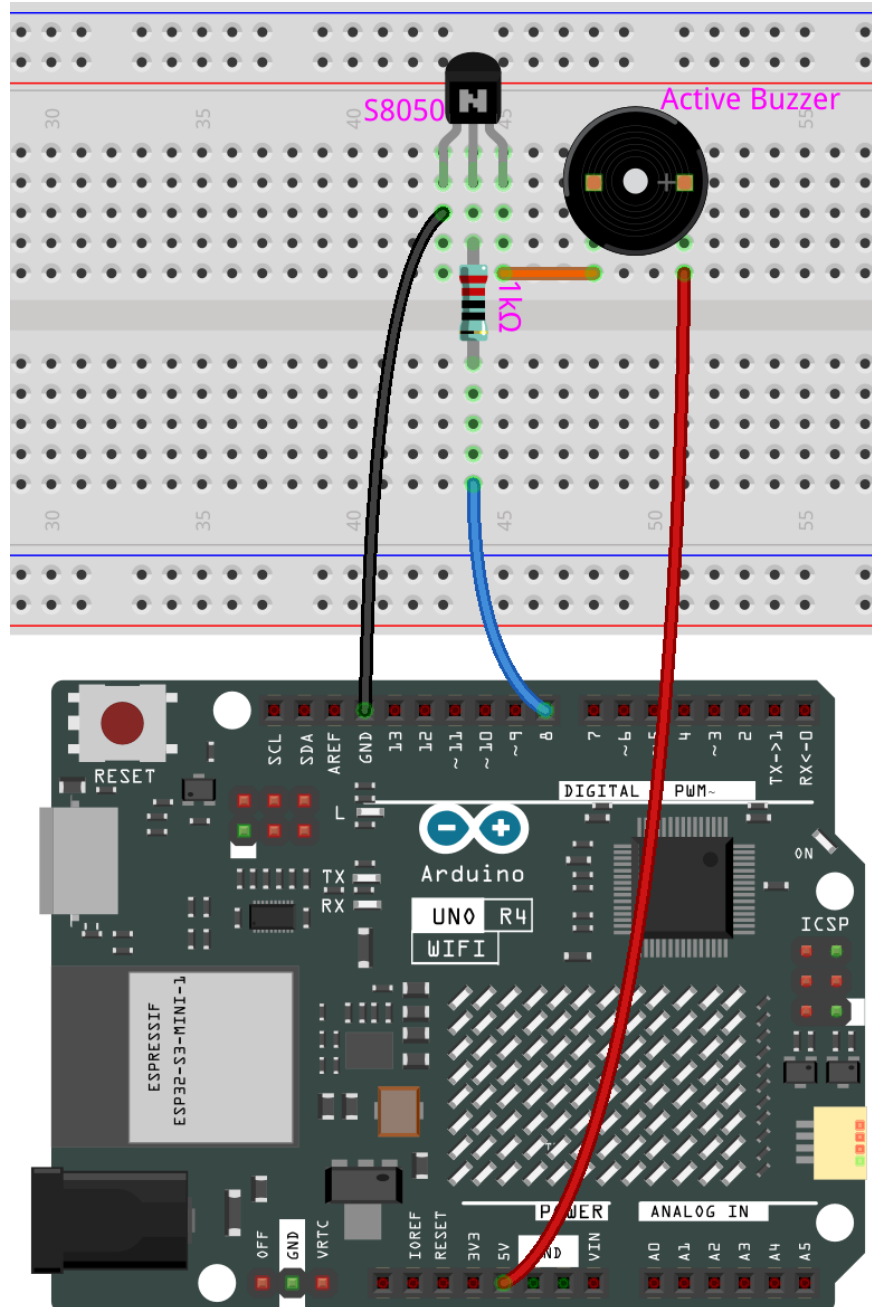 S8050
Active Buzzer
30
35
40
45
50
55
N
+
1kΩ
30
35
40
45
50
55
RESET
SCL
SDA
AREF
GND
13
12
~11
~10
~9
8
7
~6
~5
4
~3
2
TX->1
RX<-0
DIGITAL PWM~
L
TX
RX
Arduino
UNO R4
WIFI
ON
ICSP
ESPRESSIF
ESP32-S3-MINI-1
POWER
ANALOG IN
OFF
GND
VRTC
IOREF
RESET
3V3
5V
GND
VIN
A0
A1
A2
A3
A4
A5